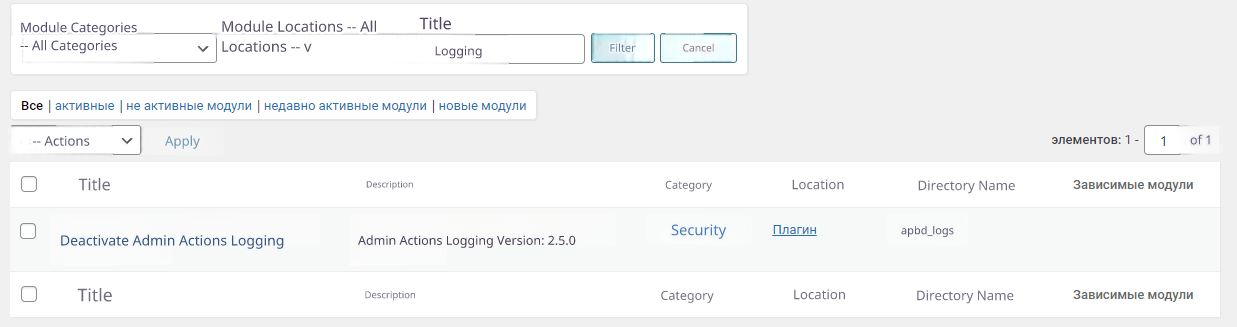 Module Categories
-- All Categories
Module Locations -- All
Locations -- v
Title
Logging
Filter
Cancel
Все | активные | не активные модули | недавно активные модули | новые модули
-- Actions
Apply
элементов: 1 - 1 of 1
Title Description Category Location Directory Name Зависимые модули
Deactivate Admin Actions Logging Admin Actions Logging Version: 2.5.0 Security Плагин apbd_logs
Title Description Category Location Directory Name Зависимые модули